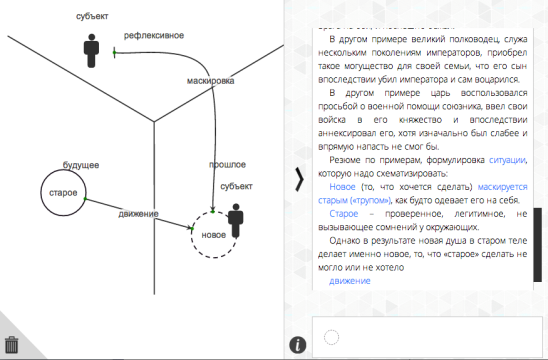 субъект
рефлексивное
маскировка
будущее
прошлое
субъект
старое
движение
новое
В другом примере великий полководец, служа
нескольким поколениям императоров, приобрел
такое могущество для своей семьи, что его сын
впоследствии убил императора и сам воцарился.
В другом примере царь воспользовался
просьбой о военной помощи союзника, ввел свои
войска в его княжество и впоследствии
аннексировал его, хотя изначально был слабее и
впрямую напасть не смог бы.
Резюме по примерам, формулировка ситуации,
которую надо схематизировать:
Новое (то, что хочется сделать) маскируется
старым («трупом»), как будто одевает его на себя.
Старое – проверенное, легитимное, не
вызывающее сомнений у окружающих.
Однако в результате новая душа в старом теле
делает именно новое, то, что «старое» сделать не
могло или не хотело
движение